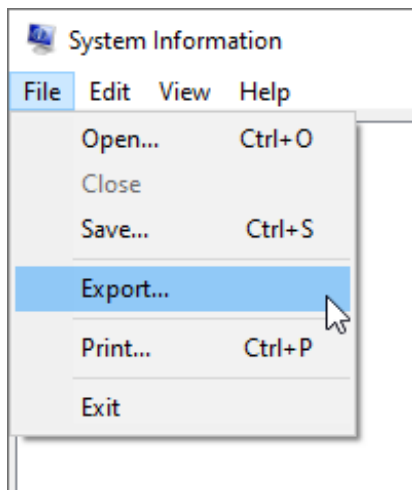 System Information
File Edit View Help
Open... Ctrl+O
Close
Save... Ctrl+S
Export...
Print... Ctrl+P
Exit